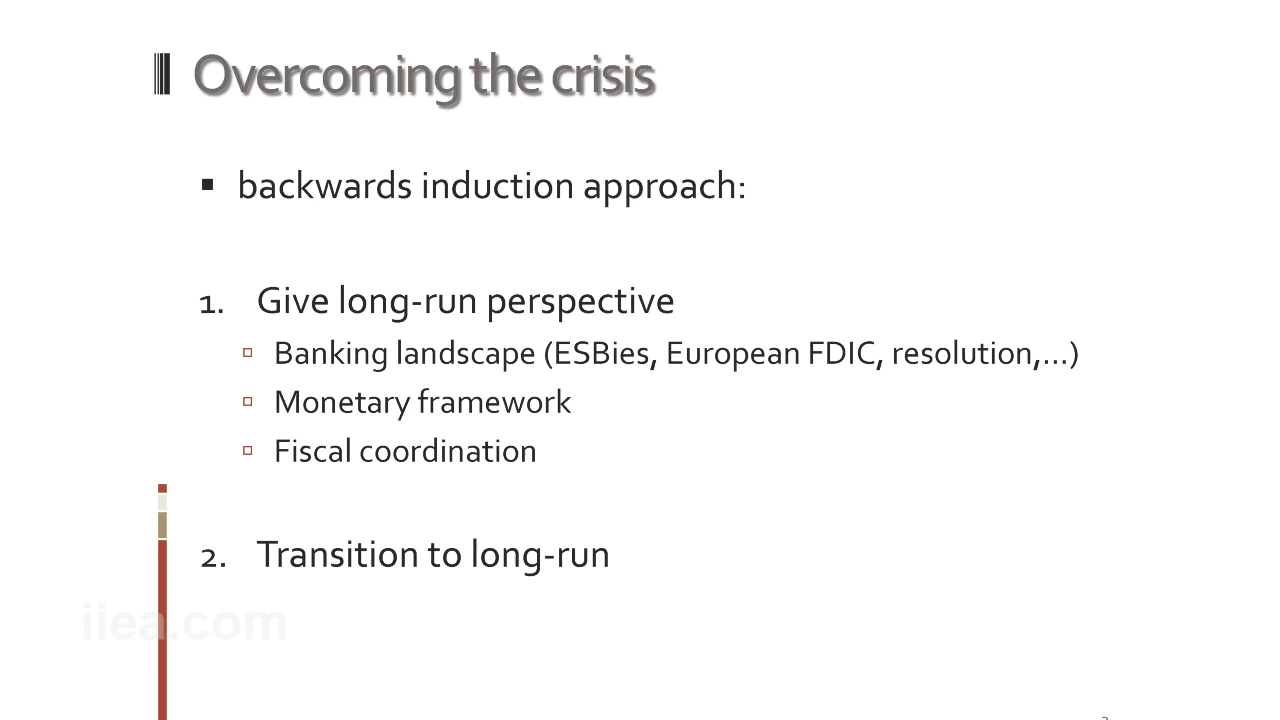 Overcoming the crisis
▪ backwards induction approach:
1. Give long-run perspective
▫ Banking landscape (ESBies, European FDIC, resolution,...)
▫ Monetary framework
▫ Fiscal coordination
2. Transition to long-run
iiea.com